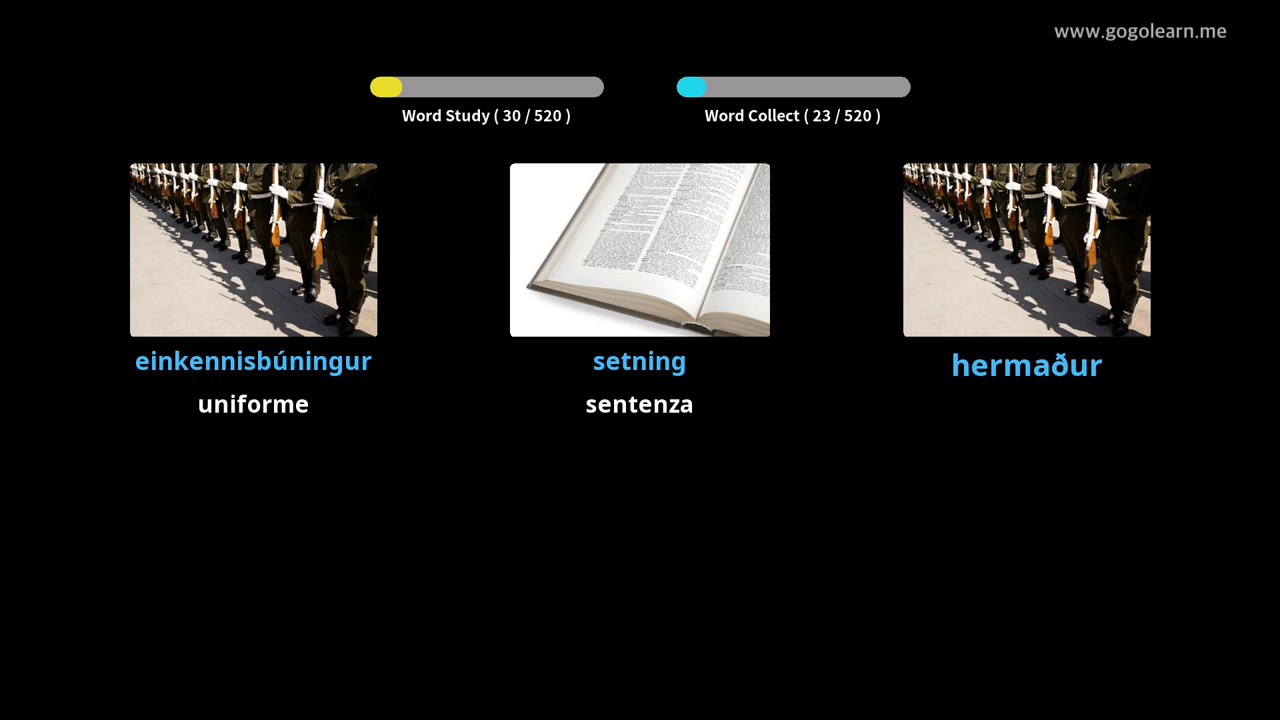 www.gogolearn.me
Word Study ( 30 / 520 )
Word Collect ( 23 / 520 )
einkennisbúningur
uniforme
setning
sentenza
hermaður